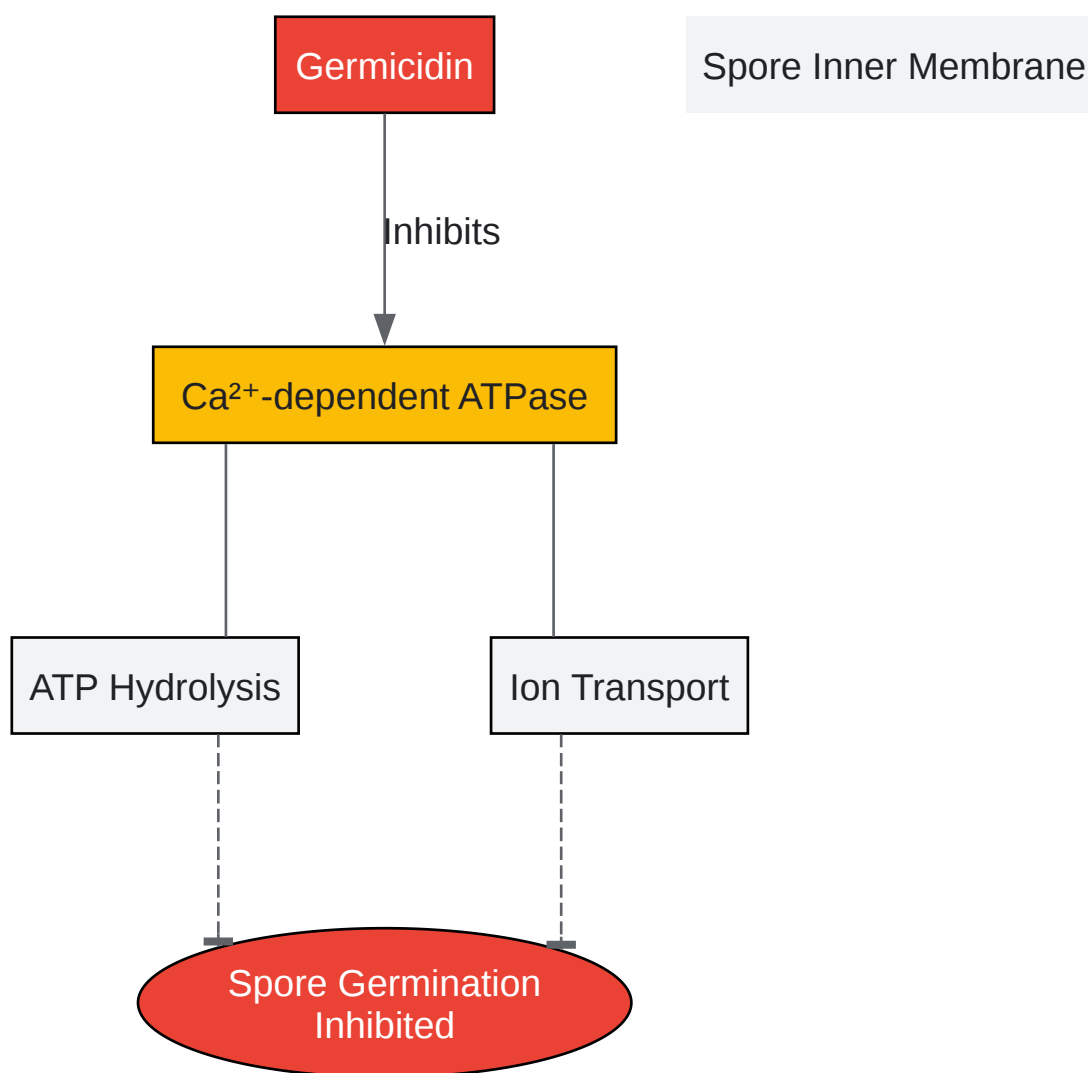 Germicidin
Spore Inner Membrane
Inhibits
Ca²⁺-dependent ATPase
ATP Hydrolysis
Ion Transport
Spore Germination
Inhibited